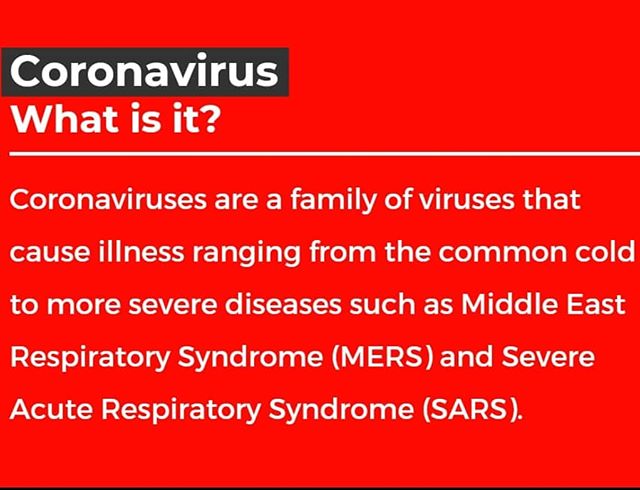 Coronavirus
What is it?
Coronaviruses are a family of viruses that
cause illness ranging from the common cold
to more severe diseases such as Middle East
Respiratory Syndrome (MERS) and Severe
Acute Respiratory Syndrome (SARS).